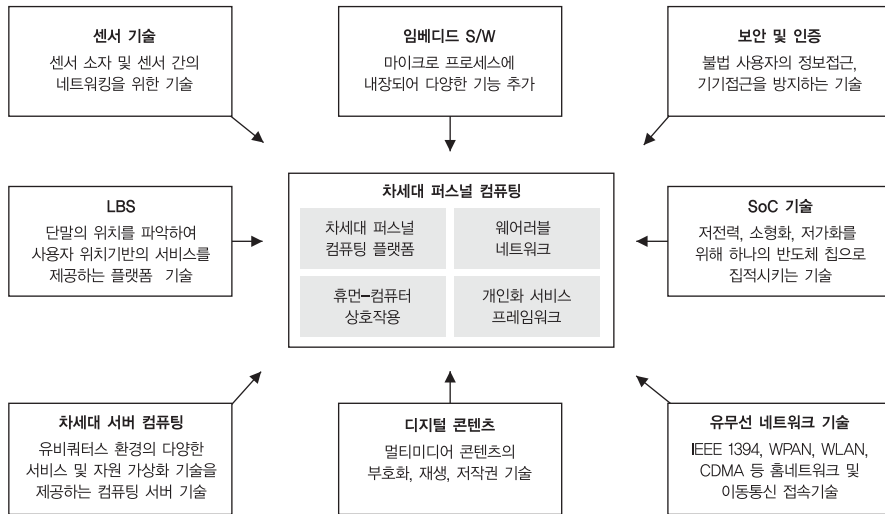 센서 기술
센서 소자 및 센서 간의
네트워킹을 위한 기술
임베디드 S/W
마이크로 프로세스에
내장되어 다양한 기능 추가
보안 및 인증
불법 사용자의 정보접근,
기기접근을 방지하는 기술
LBS
단말의 위치를 파악하여
사용자 위치기반의 서비스를
제공하는 플랫폼 기술
차세대 퍼스널 컴퓨팅
차세대 퍼스널
컴퓨팅 플랫폼
웨어러블
네트워크
휴먼-컴퓨터
상호작용
개인화 서비스
프레임워크
SoC 기술
저전력, 소형화, 저가화를
위해 하나의 반도체 칩으로
집적시키는 기술
차세대 서버 컴퓨팅
유비쿼터스 환경의 다양한
서비스 및 자원 가상화 기술을
제공하는 컴퓨팅 서버 기술
디지털 콘텐츠
멀티미디어 콘텐츠의
부호화, 재생, 저작권 기술
유무선 네트워크 기술
IEEE 1394, WPAN, WLAN,
CDMA 등 홈네트워크 및
이동통신 접속기술